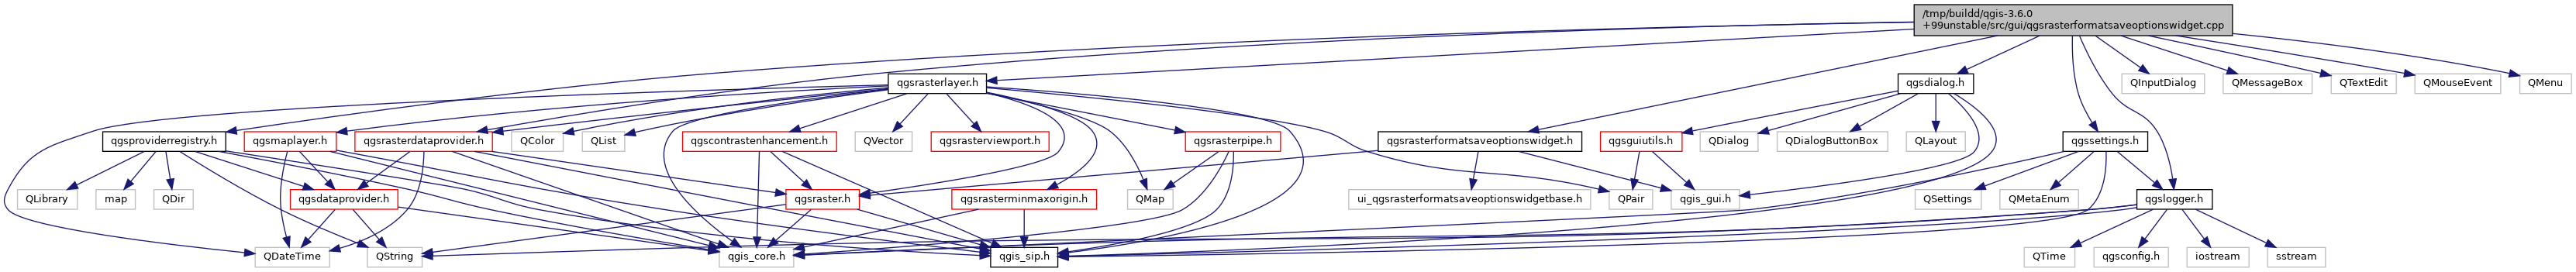 /tmp/buildd/qgis-3.6.0
+99unstable/src/gui/qgsrasterformatsaveoptionswidget.cpp
qgsrasterlayer.h
qgsdialog.h
QInputDialog
QMessageBox
QTextEdit
QMouseEvent
QMenu
qgsproviderregistry.h
qgsmaplayer.h
qgsrasterdataprovider.h
QColor
QList
qgscontrastenhancement.h
QVector
qgsrasterviewport.h
qgsrasterpipe.h
qgsrasterformatsaveoptionswidget.h
qgsguiutils.h
QDialog
QDialogButtonBox
QLayout
qgssettings.h
QLibrary
map
QDir
qgsdataprovider.h
qgsraster.h
qgsrasterminmaxorigin.h
QMap
ui_qgsrasterformatsaveoptionswidgetbase.h
QPair
qgis_gui.h
QSettings
QMetaEnum
qgslogger.h
QDateTime
QString
qgis_core.h
qgis_sip.h
QTime
qgsconfig.h
iostream
sstream